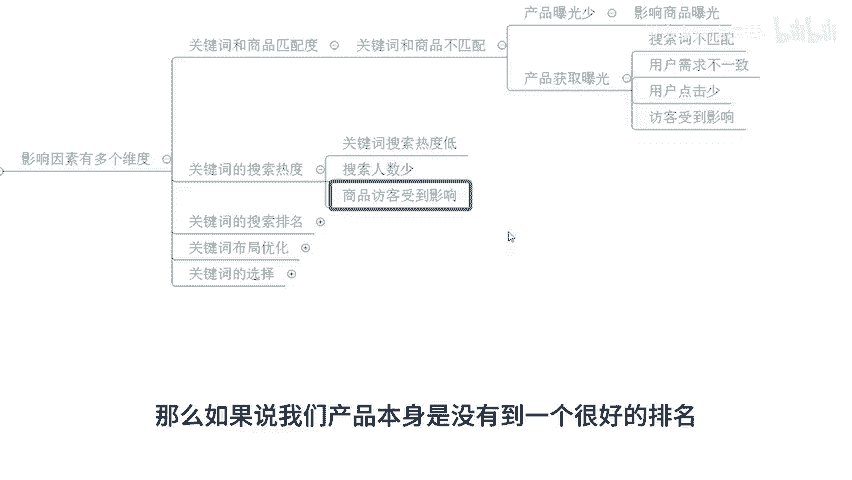 产品曝光少
影响商品曝光
bilibili
搜索词不匹配
关键词和商品匹配度
关键词和商品不匹配
用户需求不一致
产品获取曝光
用户点击少
访客受到影响
关键词搜索热度低
影响因素有多个维度
关键词的搜索热度
搜索人数少
商品访客受到影响
关键词的搜索排名
关键词布局优化
关键词的选择
那么如果说我们产品本身是没有到一个很好的排名